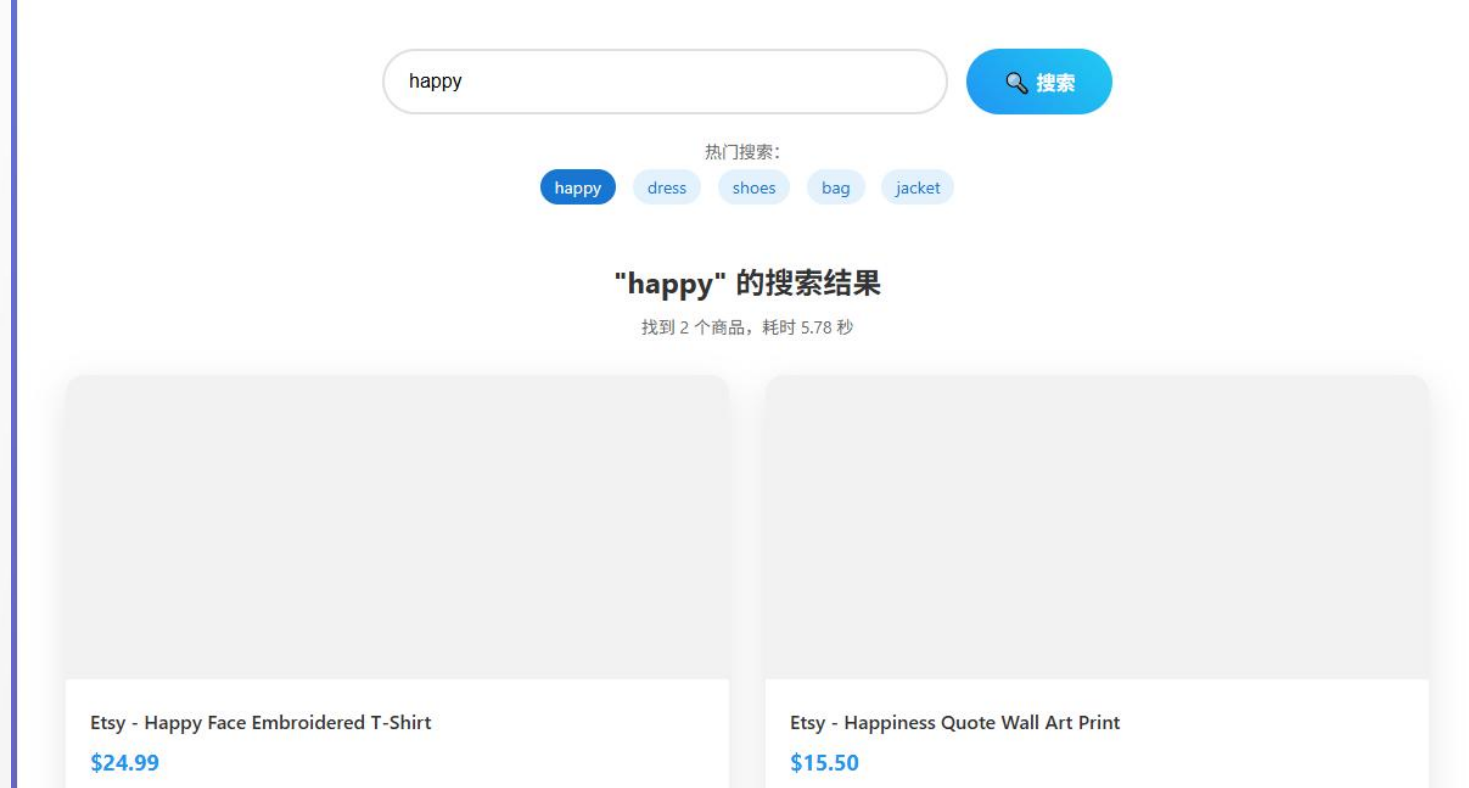 happy
🔍 搜索
热门搜索：
happy dress shoes bag jacket
"happy" 的搜索结果
找到 2 个商品，耗时 5.78 秒
Etsy - Happy Face Embroidered T-Shirt
$24.99
Etsy - Happiness Quote Wall Art Print
$15.50